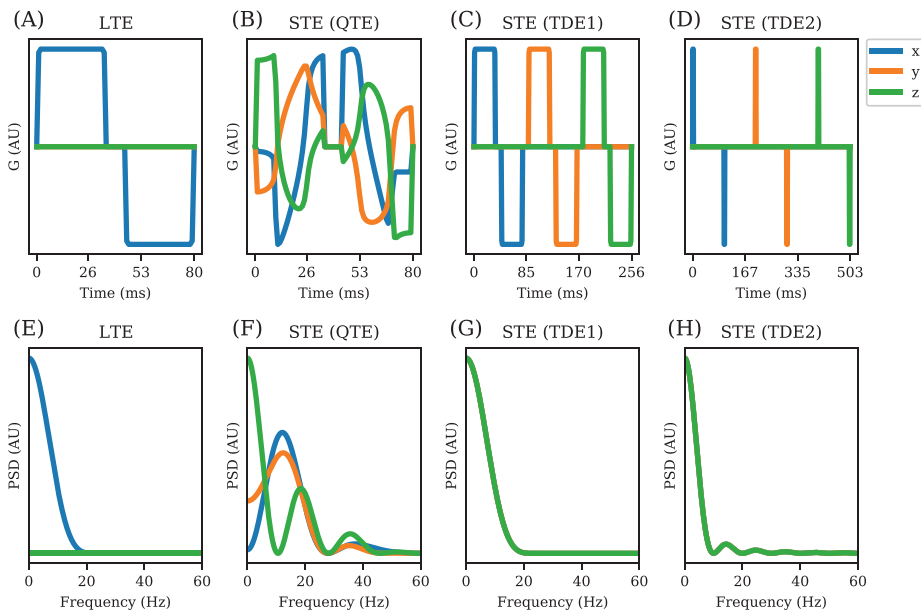 (A) LTE
(B) STE (QTE)
(C) STE (TDE1)
(D) STE (TDE2)
x
y
z
G (AU)
G (AU)
G (AU)
G (AU)
0 26 53 80
0 26 53 80
0 85 170 256
0 167 335 503
Time (ms)
Time (ms)
Time (ms)
Time (ms)
(E) LTE
(F) STE (QTE)
(G) STE (TDE1)
(H) STE (TDE2)
PSD (AU)
PSD (AU)
PSD (AU)
PSD (AU)
0 20 40 60
0 20 40 60
0 20 40 60
0 20 40 60
Frequency (Hz)
Frequency (Hz)
Frequency (Hz)
Frequency (Hz)